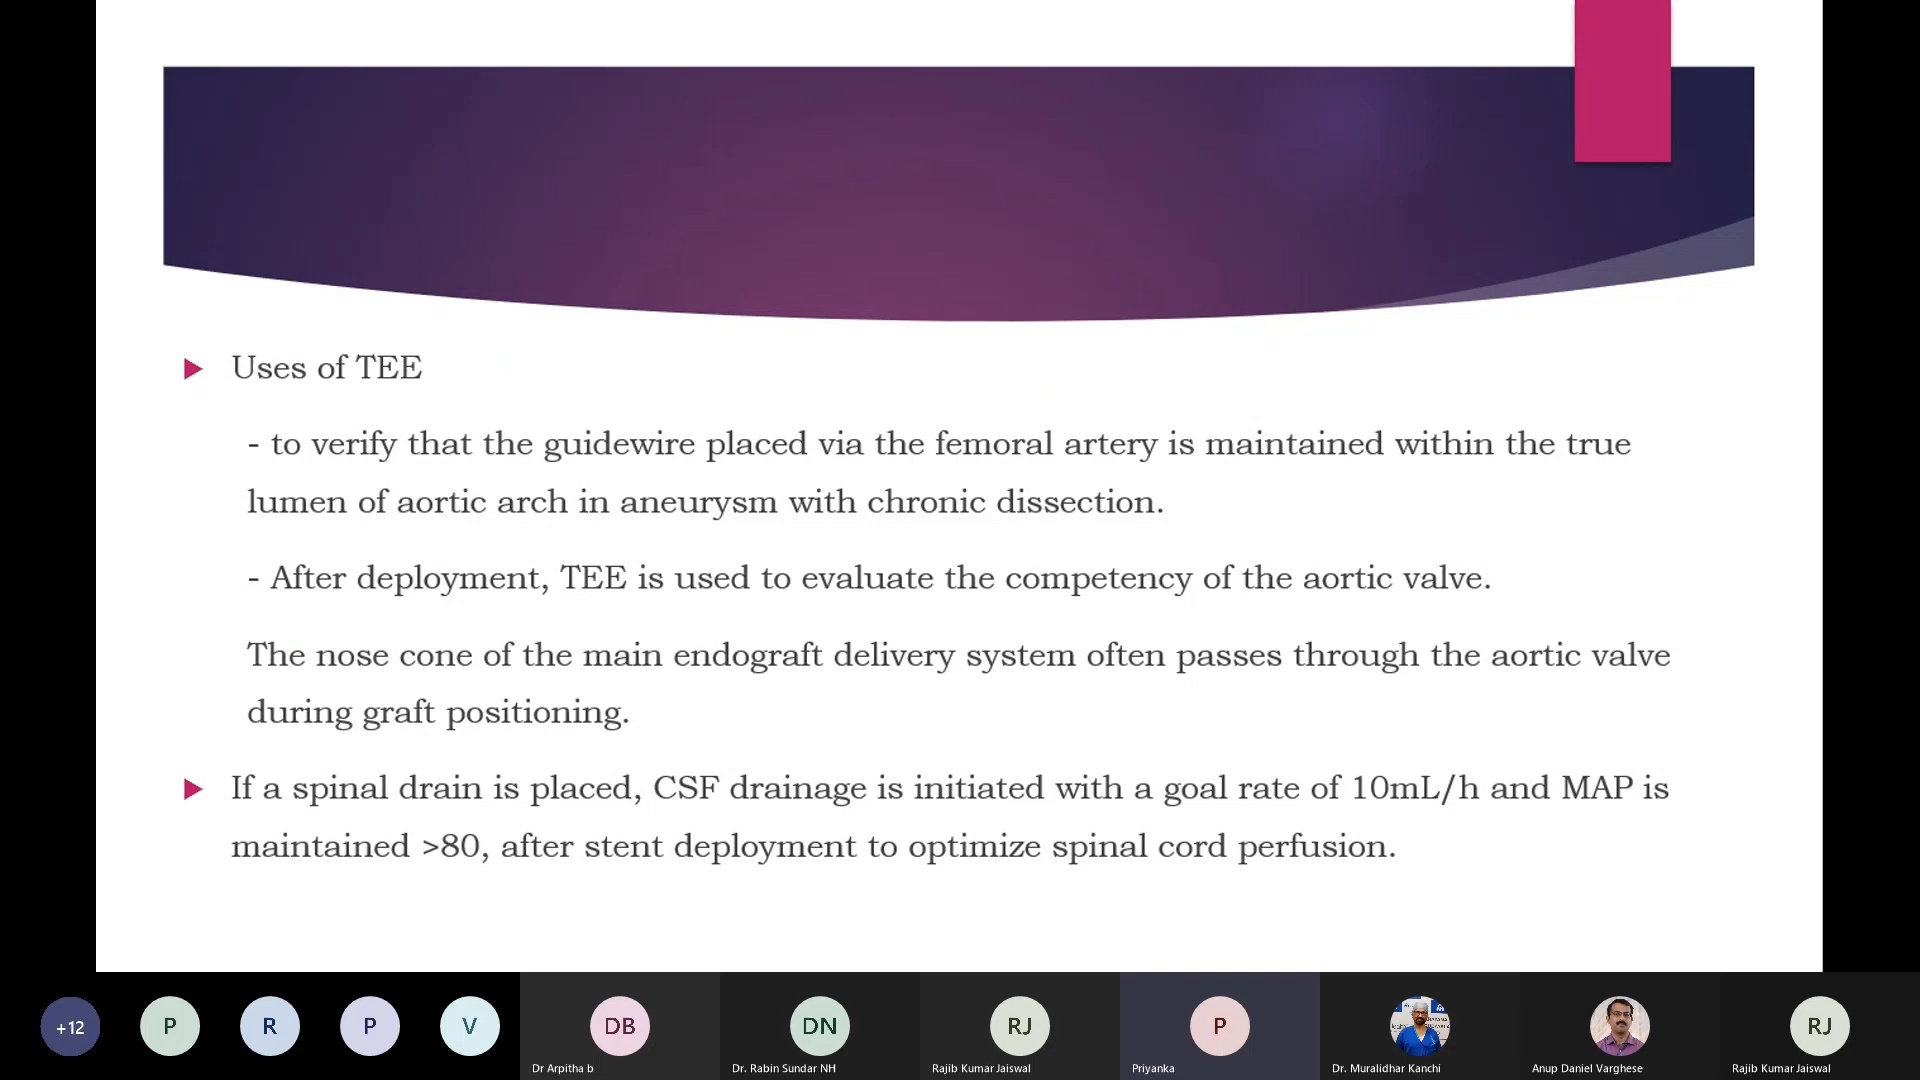 Uses of TEE
- to verify that the guidewire placed via the femoral artery is maintained within the true
lumen of aortic arch in aneurysm with chronic dissection.
- After deployment, TEE is used to evaluate the competency of the aortic valve.
The nose cone of the main endograft delivery system often passes through the aortic valve
during graft positioning.
If a spinal drain is placed, CSF drainage is initiated with a goal rate of 10mL/h and MAP is
maintained >80, after stent deployment to optimize spinal cord perfusion.
+12
P
R
P
V
DB
DN
RJ
P
RJ
Dr Arpitha b
Dr. Rabin Sundar NH
Rajib Kumar Jaiswal
Priyanka
Dr. Muralidhar Kanchi
Anup Daniel Varghese
Rajib Kumar Jaiswal